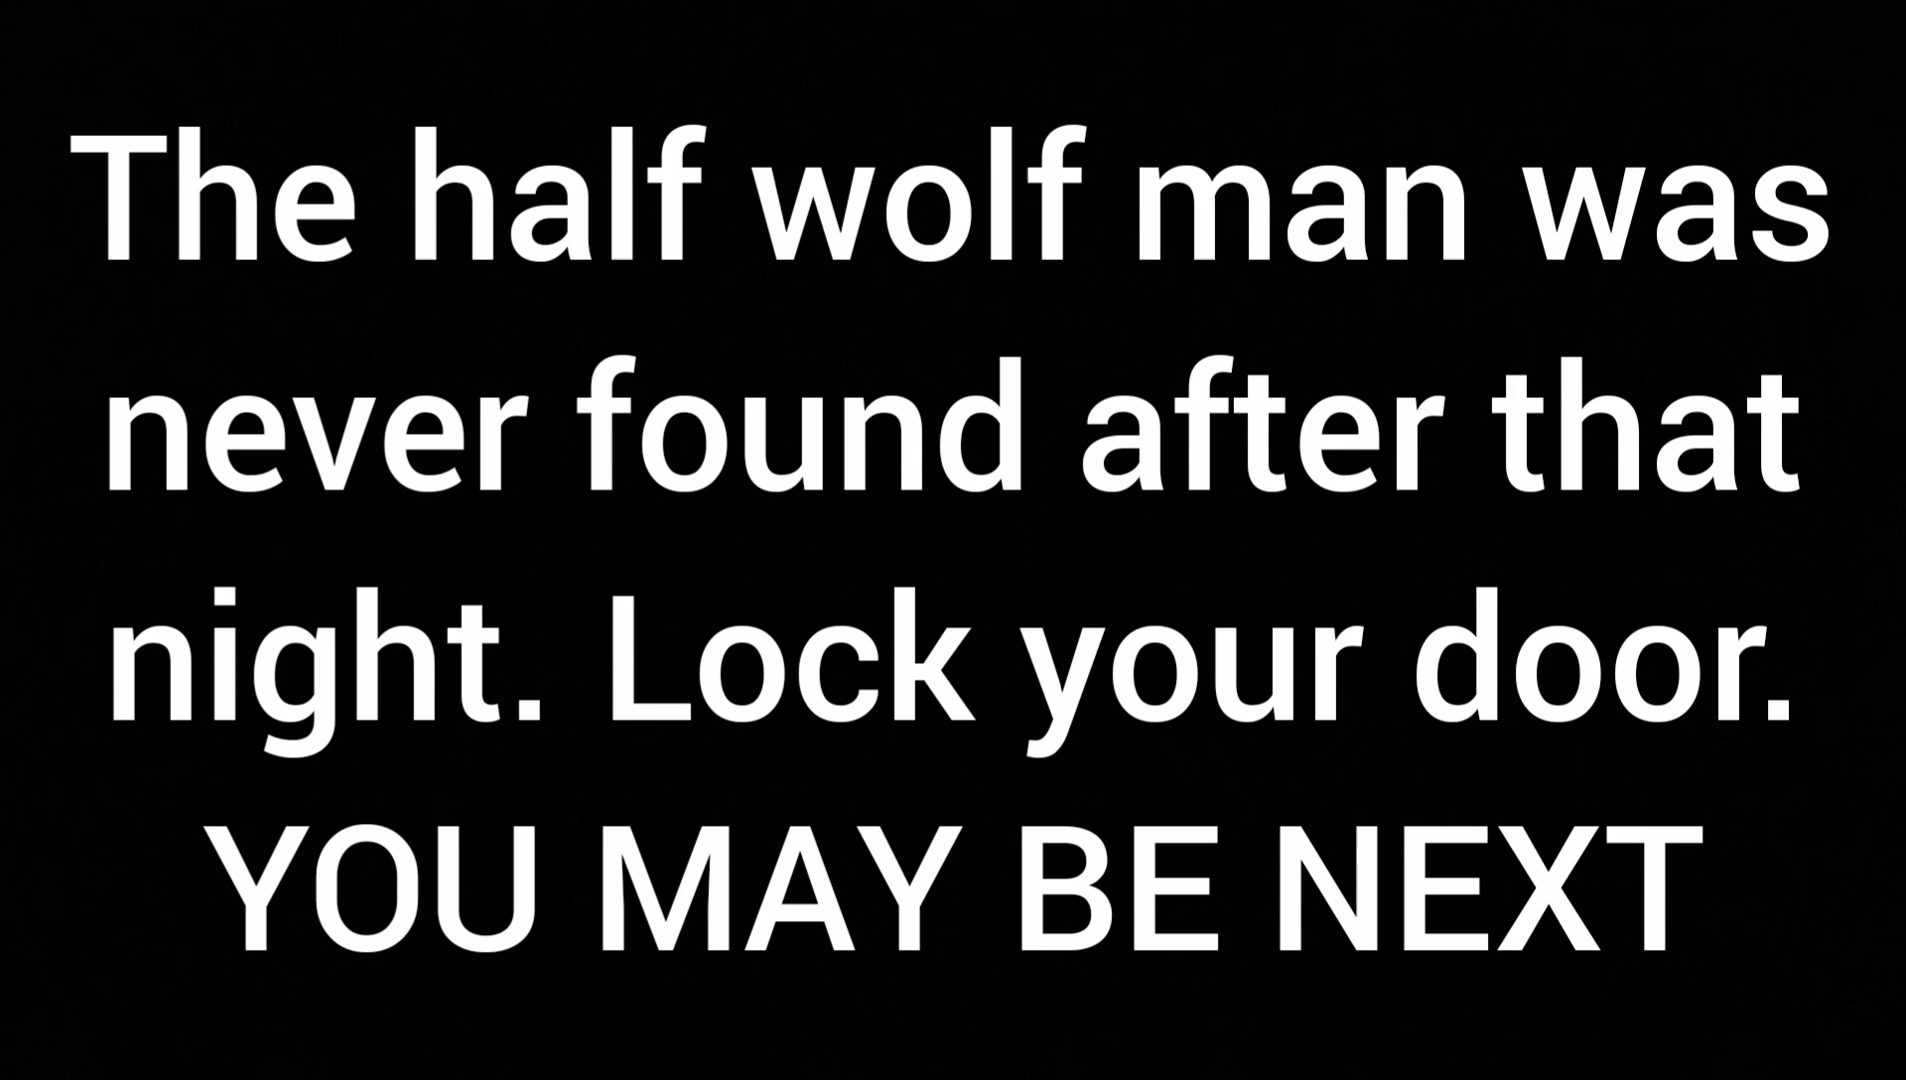 The half wolf man was
never found after that
night. Lock your door.
YOU MAY BE NEXT